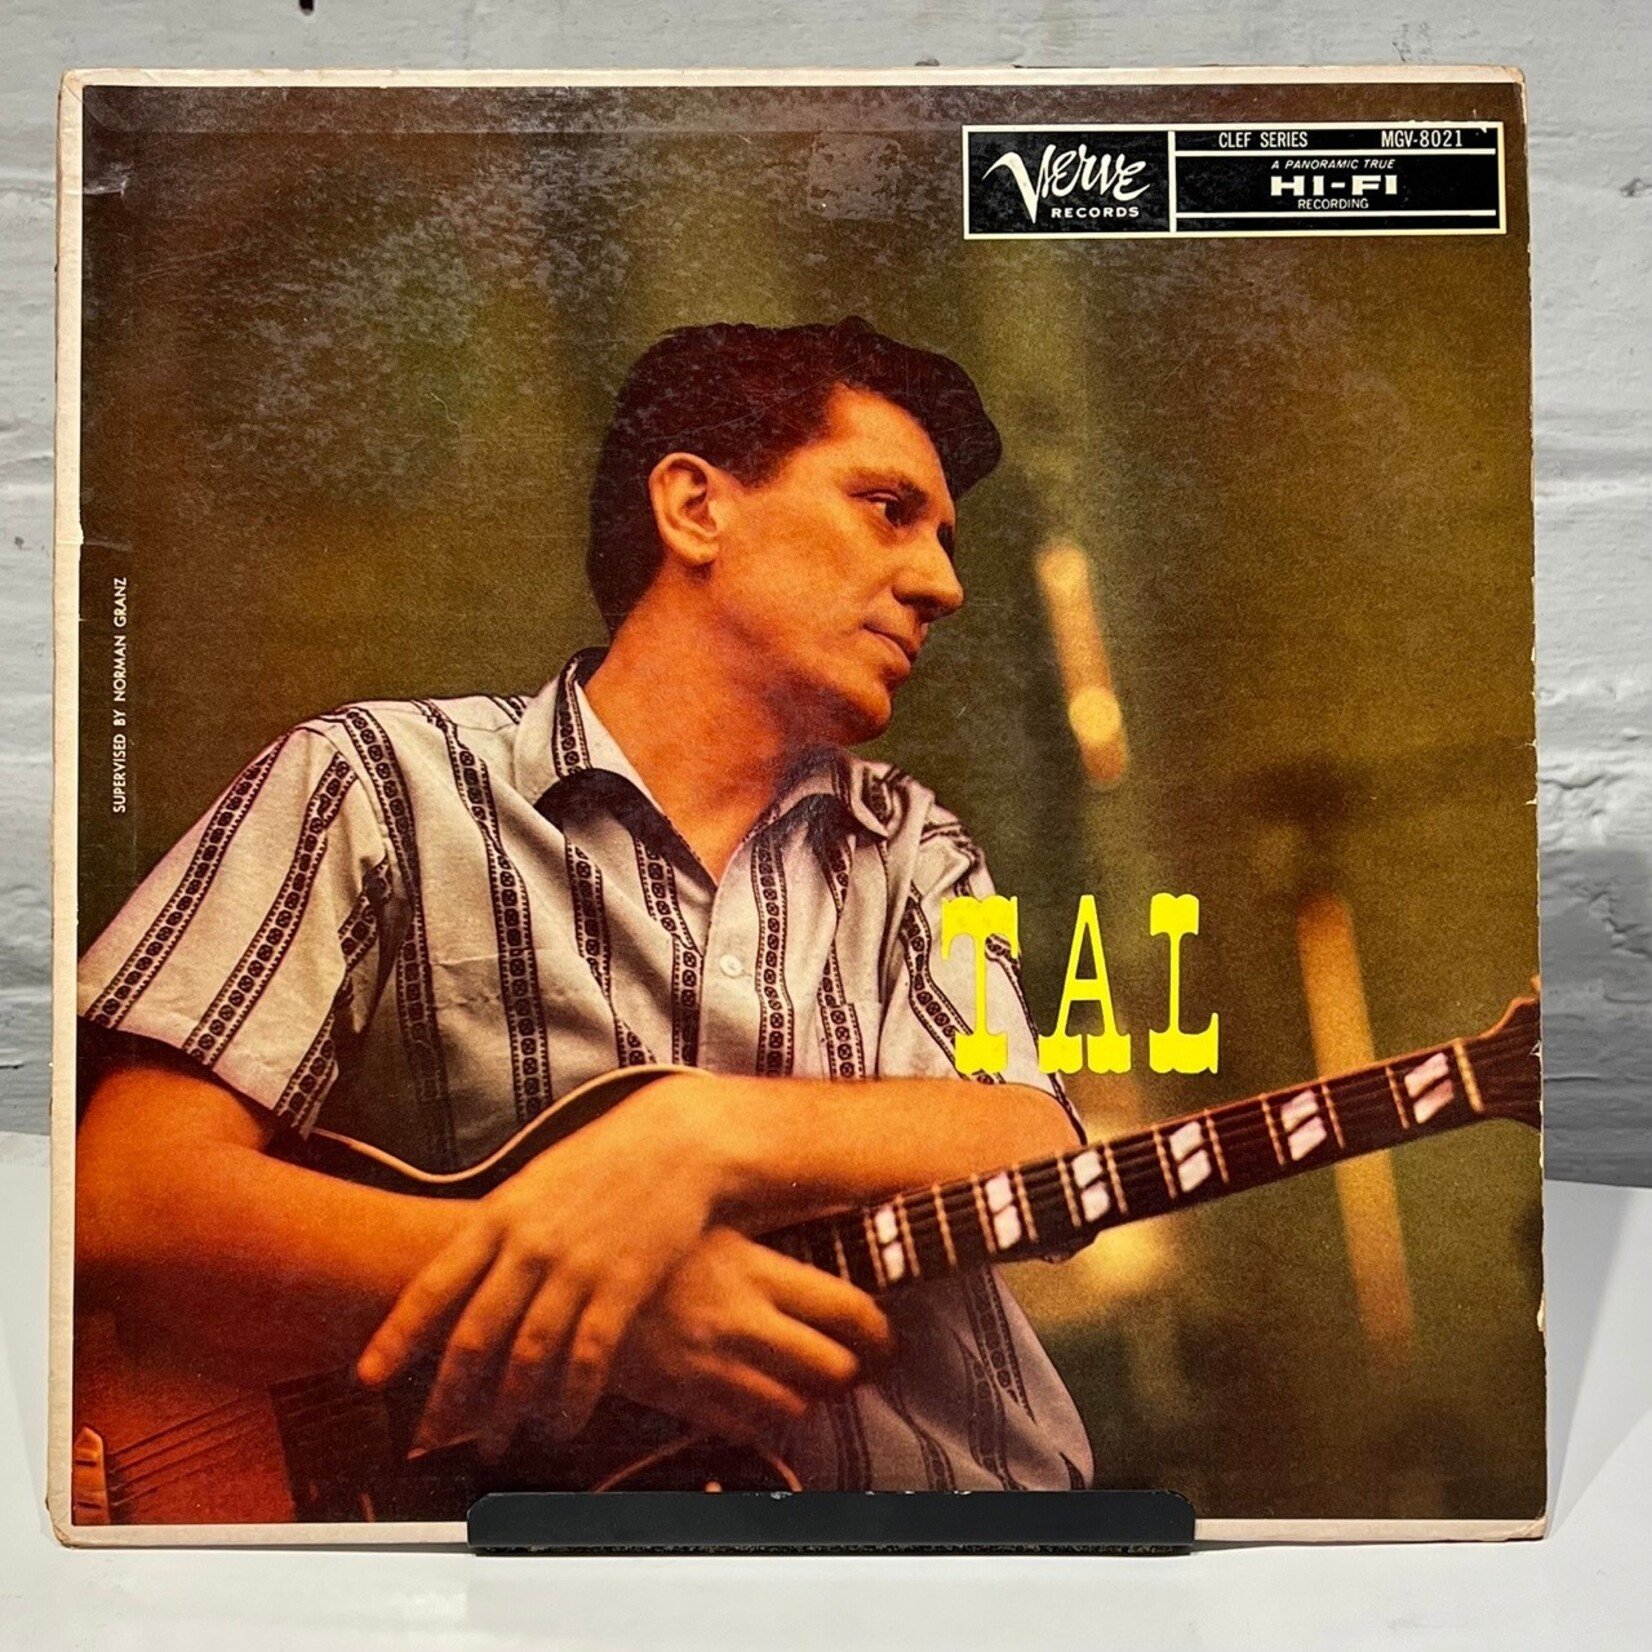 Verve
RECORDS
CLEF SERIES MGV-8021
A PANORAMIC TRUE
HI-FI
RECORDING
SUPERVISED BY NORMAN GRANZ
TAL